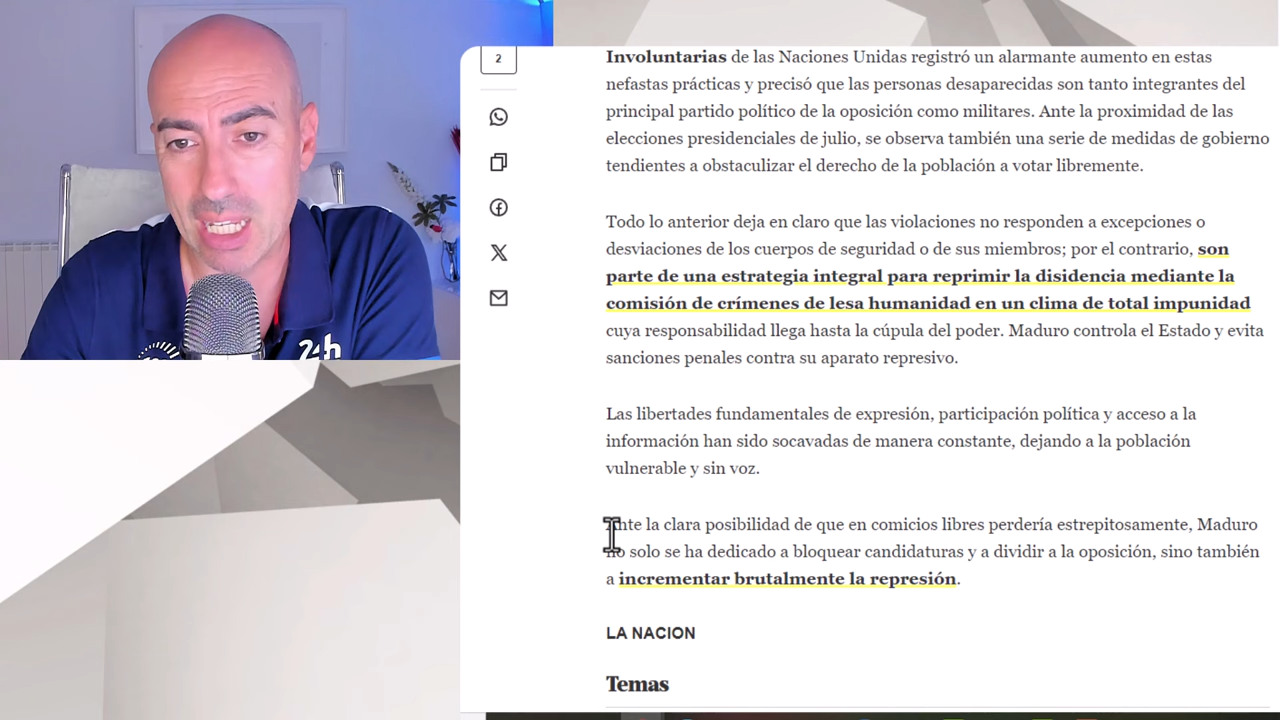 2
Involuntarias de las Naciones Unidas registró un alarmante aumento en estas
nefastas prácticas y precisó que las personas desaparecidas son tanto integrantes del
principal partido político de la oposición como militares. Ante la proximidad de las
elecciones presidenciales de julio, se observa también una serie de medidas de gobierno
tendientes a obstaculizar el derecho de la población a votar libremente.
Todo lo anterior deja en claro que las violaciones no responden a excepciones o
desviaciones de los cuerpos de seguridad o de sus miembros; por el contrario, son
parte de una estrategia integral para reprimir la disidencia mediante la
comisión de crímenes de lesa humanidad en un clima de total impunidad
cuya responsabilidad llega hasta la cúpula del poder. Maduro controla el Estado y evita
sanciones penales contra su aparato represivo.
Las libertades fundamentales de expresión, participación política y acceso a la
información han sido socavadas de manera constante, dejando a la población
vulnerable y sin voz.
Ante la clara posibilidad de que en comicios libres perdería estrepitosamente, Maduro
no solo se ha dedicado a bloquear candidaturas y a dividir a la oposición, sino también
a incrementar brutalmente la represión.
LA NACION
Temas
24h